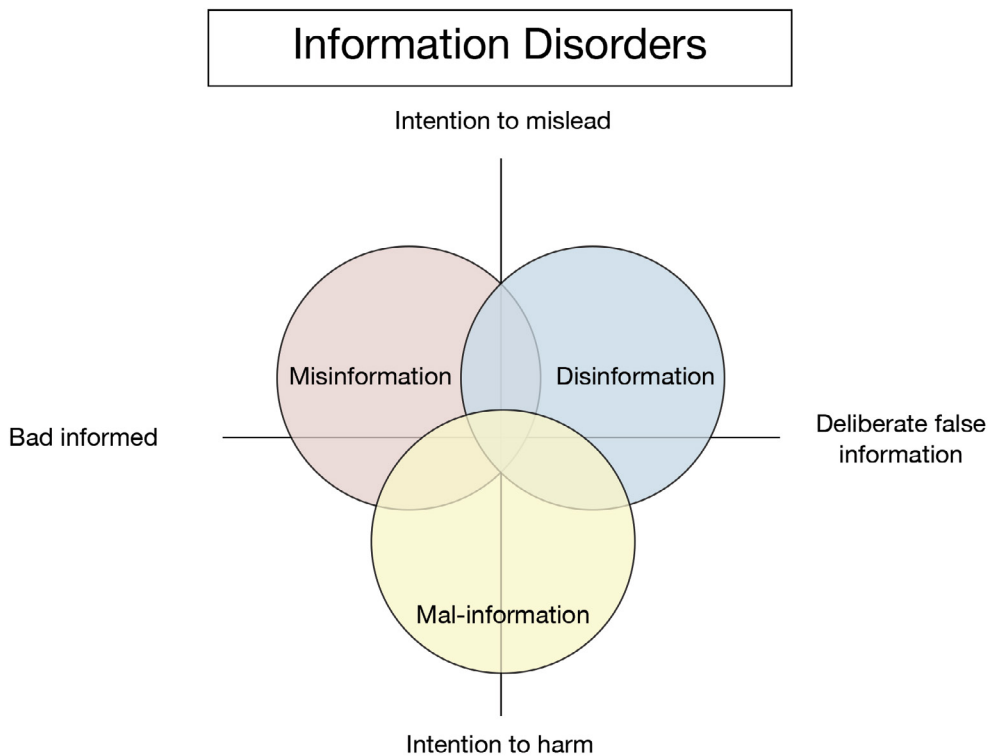 Information Disorders
Intention to mislead
Misinformation
Disinformation
Bad informed
Deliberate false
information
Mal-information
Intention to harm